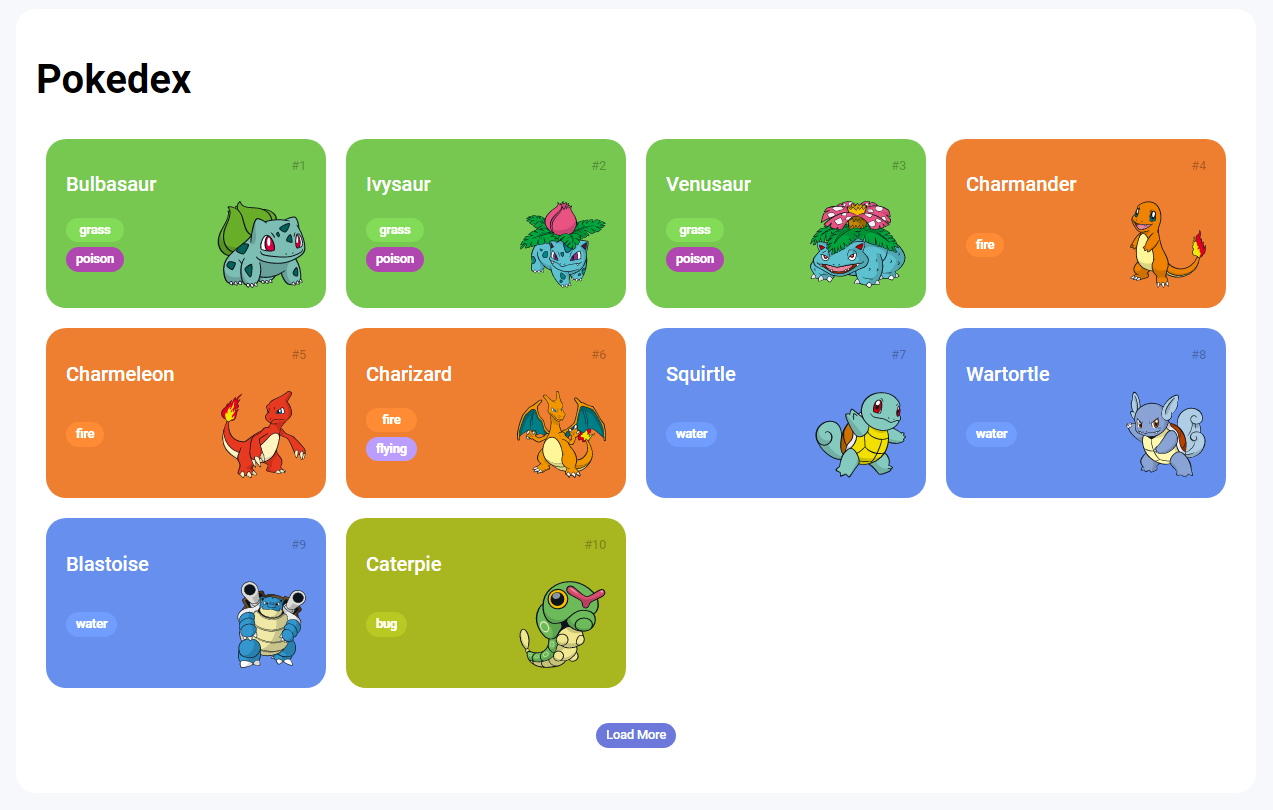 Pokedex
#1
Bulbasaur
grass
poison
#2
Ivysaur
grass
poison
#3
Venusaur
grass
poison
#4
Charmander
fire
#5
Charmeleon
fire
#6
Charizard
fire
flying
#7
Squirtle
water
#8
Wartortle
water
#9
Blastoise
water
#10
Caterpie
bug
Load More